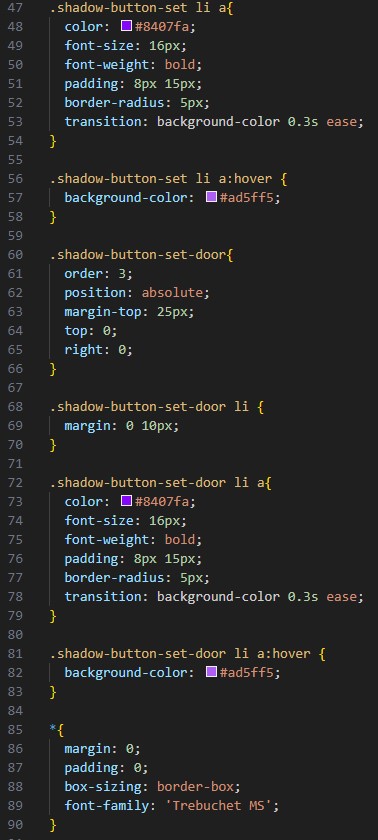 47 .shadow-button-set li a{
48 color: #8407fa;
49 font-size: 16px;
50 font-weight: bold;
51 padding: 8px 15px;
52 border-radius: 5px;
53 transition: background-color 0.3s ease;
54 }
55
56 .shadow-button-set li a:hover {
57 background-color: #ad5ff5;
58 }
59
60 .shadow-button-set-door{
61 order: 3;
62 position: absolute;
63 margin-top: 25px;
64 top: 0;
65 right: 0;
66 }
67
68 .shadow-button-set-door li {
69 margin: 0 10px;
70 }
71
72 .shadow-button-set-door li a{
73 color: #8407fa;
74 font-size: 16px;
75 font-weight: bold;
76 padding: 8px 15px;
77 border-radius: 5px;
78 transition: background-color 0.3s ease;
79 }
80
81 .shadow-button-set-door li a:hover {
82 background-color: #ad5ff5;
83 }
84
85 *{
86 margin: 0;
87 padding: 0;
88 box-sizing: border-box;
89 font-family: 'Trebuchet MS';
90 }